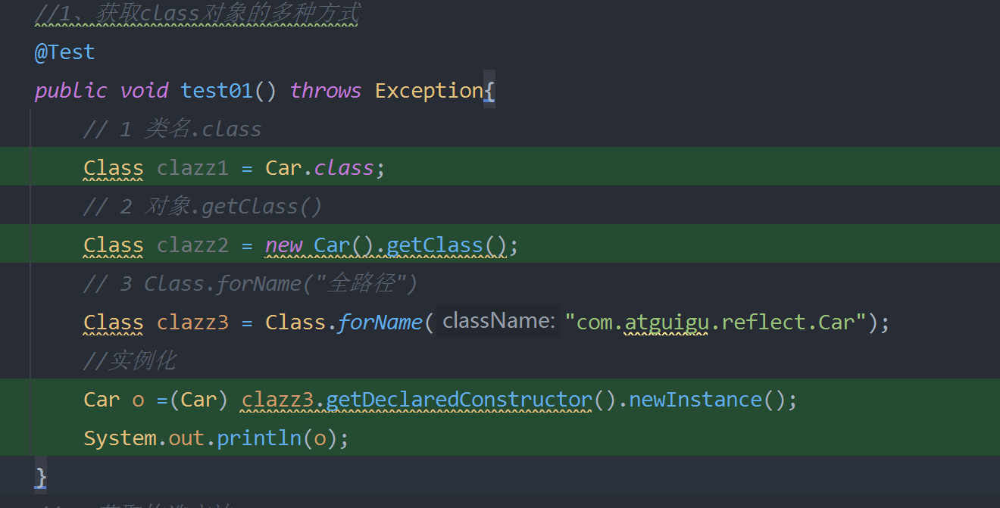 //1、获取class对象的多种方式
@Test
public void test01() throws Exception{
// 1 类名.class
Class clazz1 = Car.class;
// 2 对象.getClass()
Class clazz2 = new Car().getClass();
// 3 Class.forName("全路径")
Class clazz3 = Class.forName( className: "com.atguigu.reflect.Car");
//实例化
Car o =(Car) clazz3.getDeclaredConstructor().newInstance();
System.out.println(o);
}